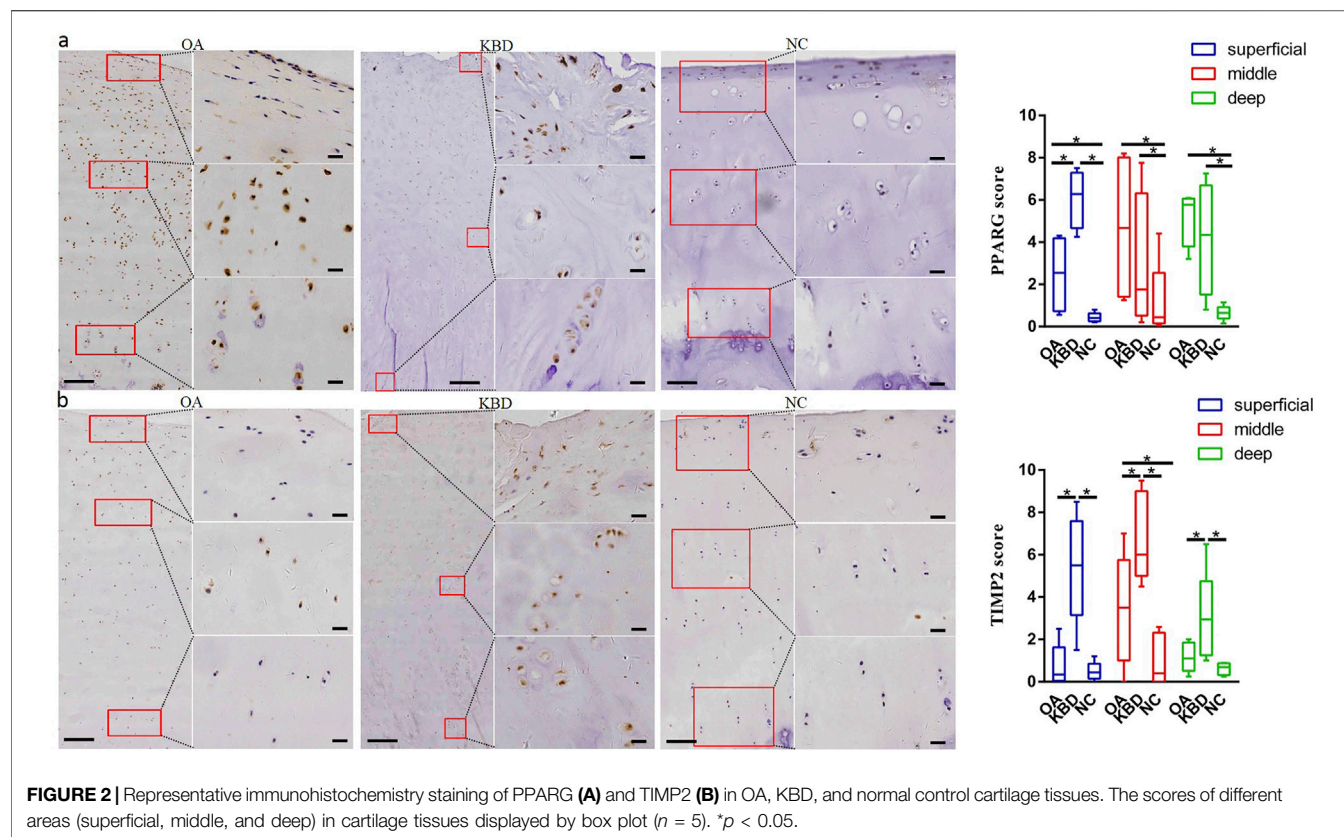 a
OA
KBD
NC
superficial
middle
deep
PPARG score
10
8
6
4
2
0
* *
* * * * *
OA
KBD
NC
OA
KBD
NC
OA
KBD
NC
b
OA
KBD
NC
superficial
middle
deep
TIMP2 score
10
8
6
4
2
0
*
* * * *
* *
OA
KBD
NC
OA
KBD
NC
OA
KBD
NC
FIGURE 2 | Representative immunohistochemistry staining of PPARG (A) and TIMP2 (B) in OA, KBD, and normal control cartilage tissues. The scores of different
areas (superficial, middle, and deep) in cartilage tissues displayed by box plot (n = 5). *p < 0.05.